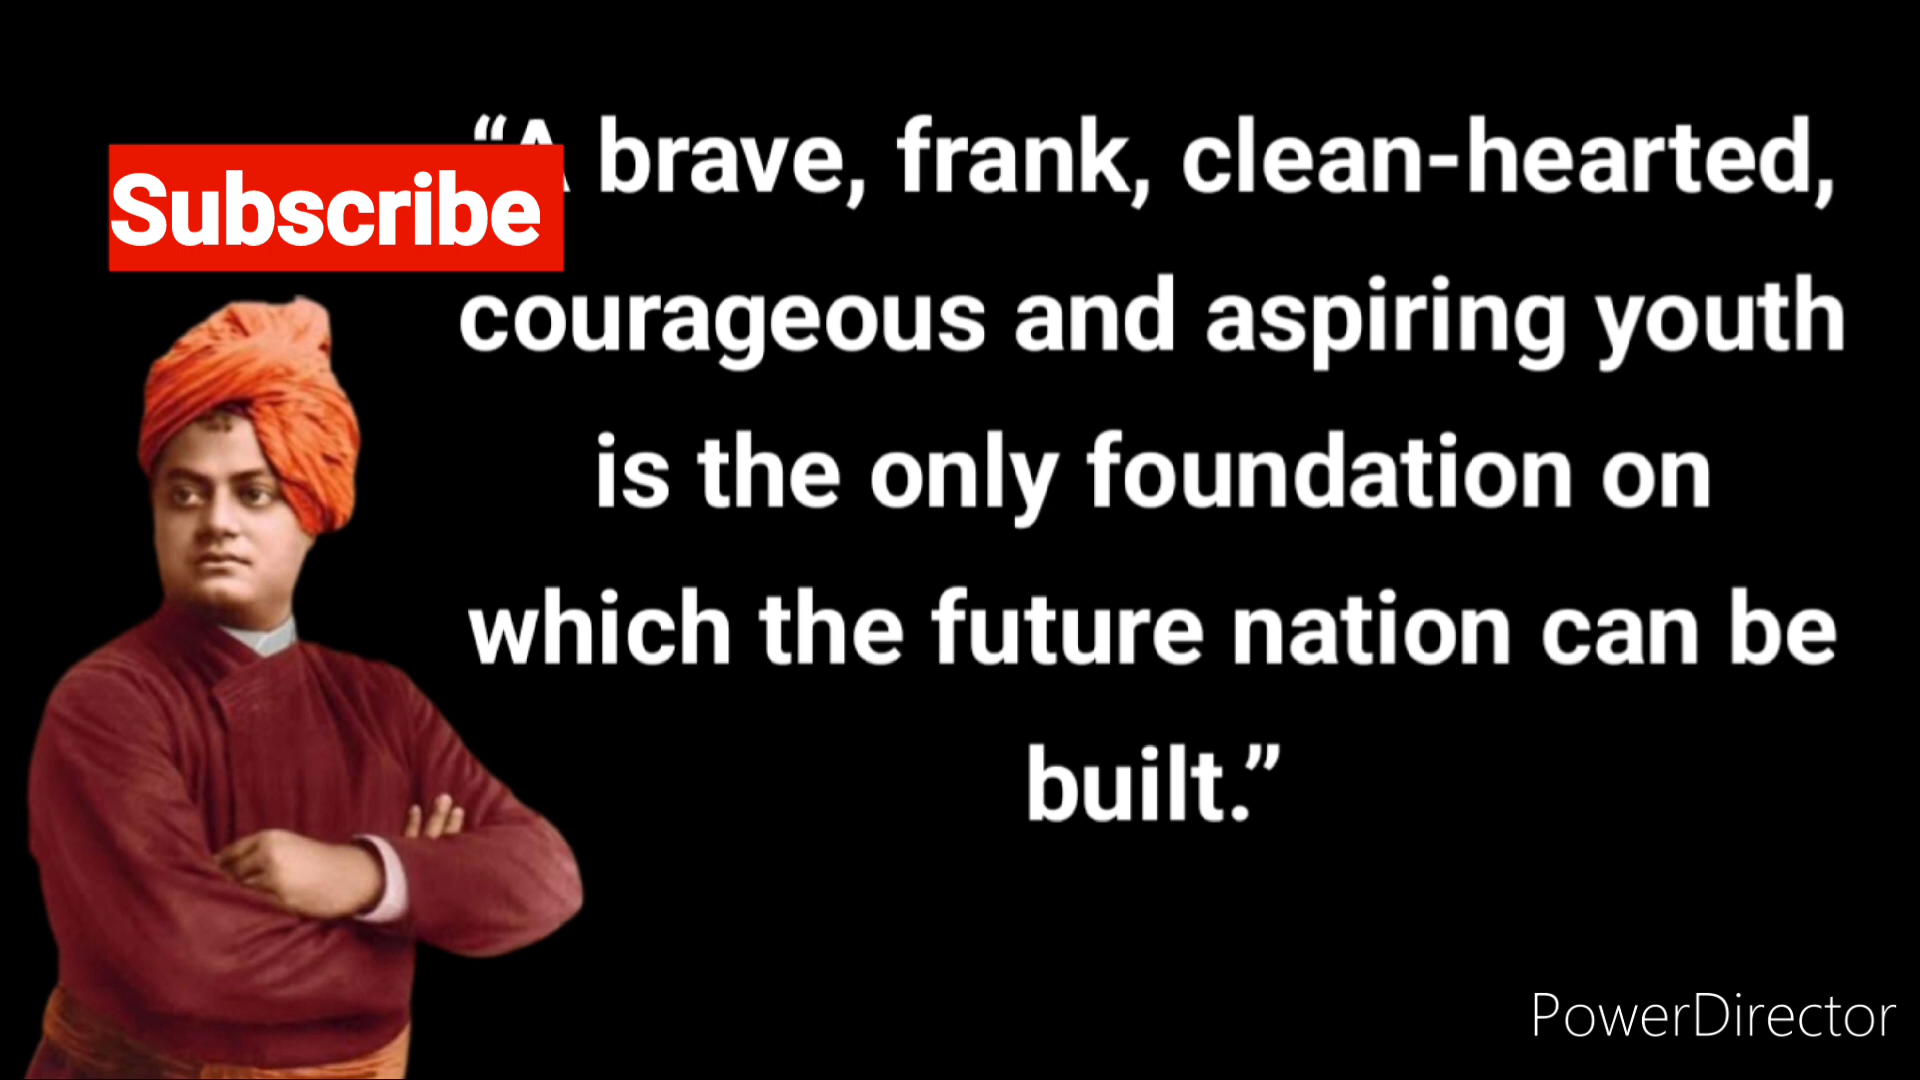 Subscribe
“A brave, frank, clean-hearted,
courageous and aspiring youth
is the only foundation on
which the future nation can be
built.”
PowerDirector